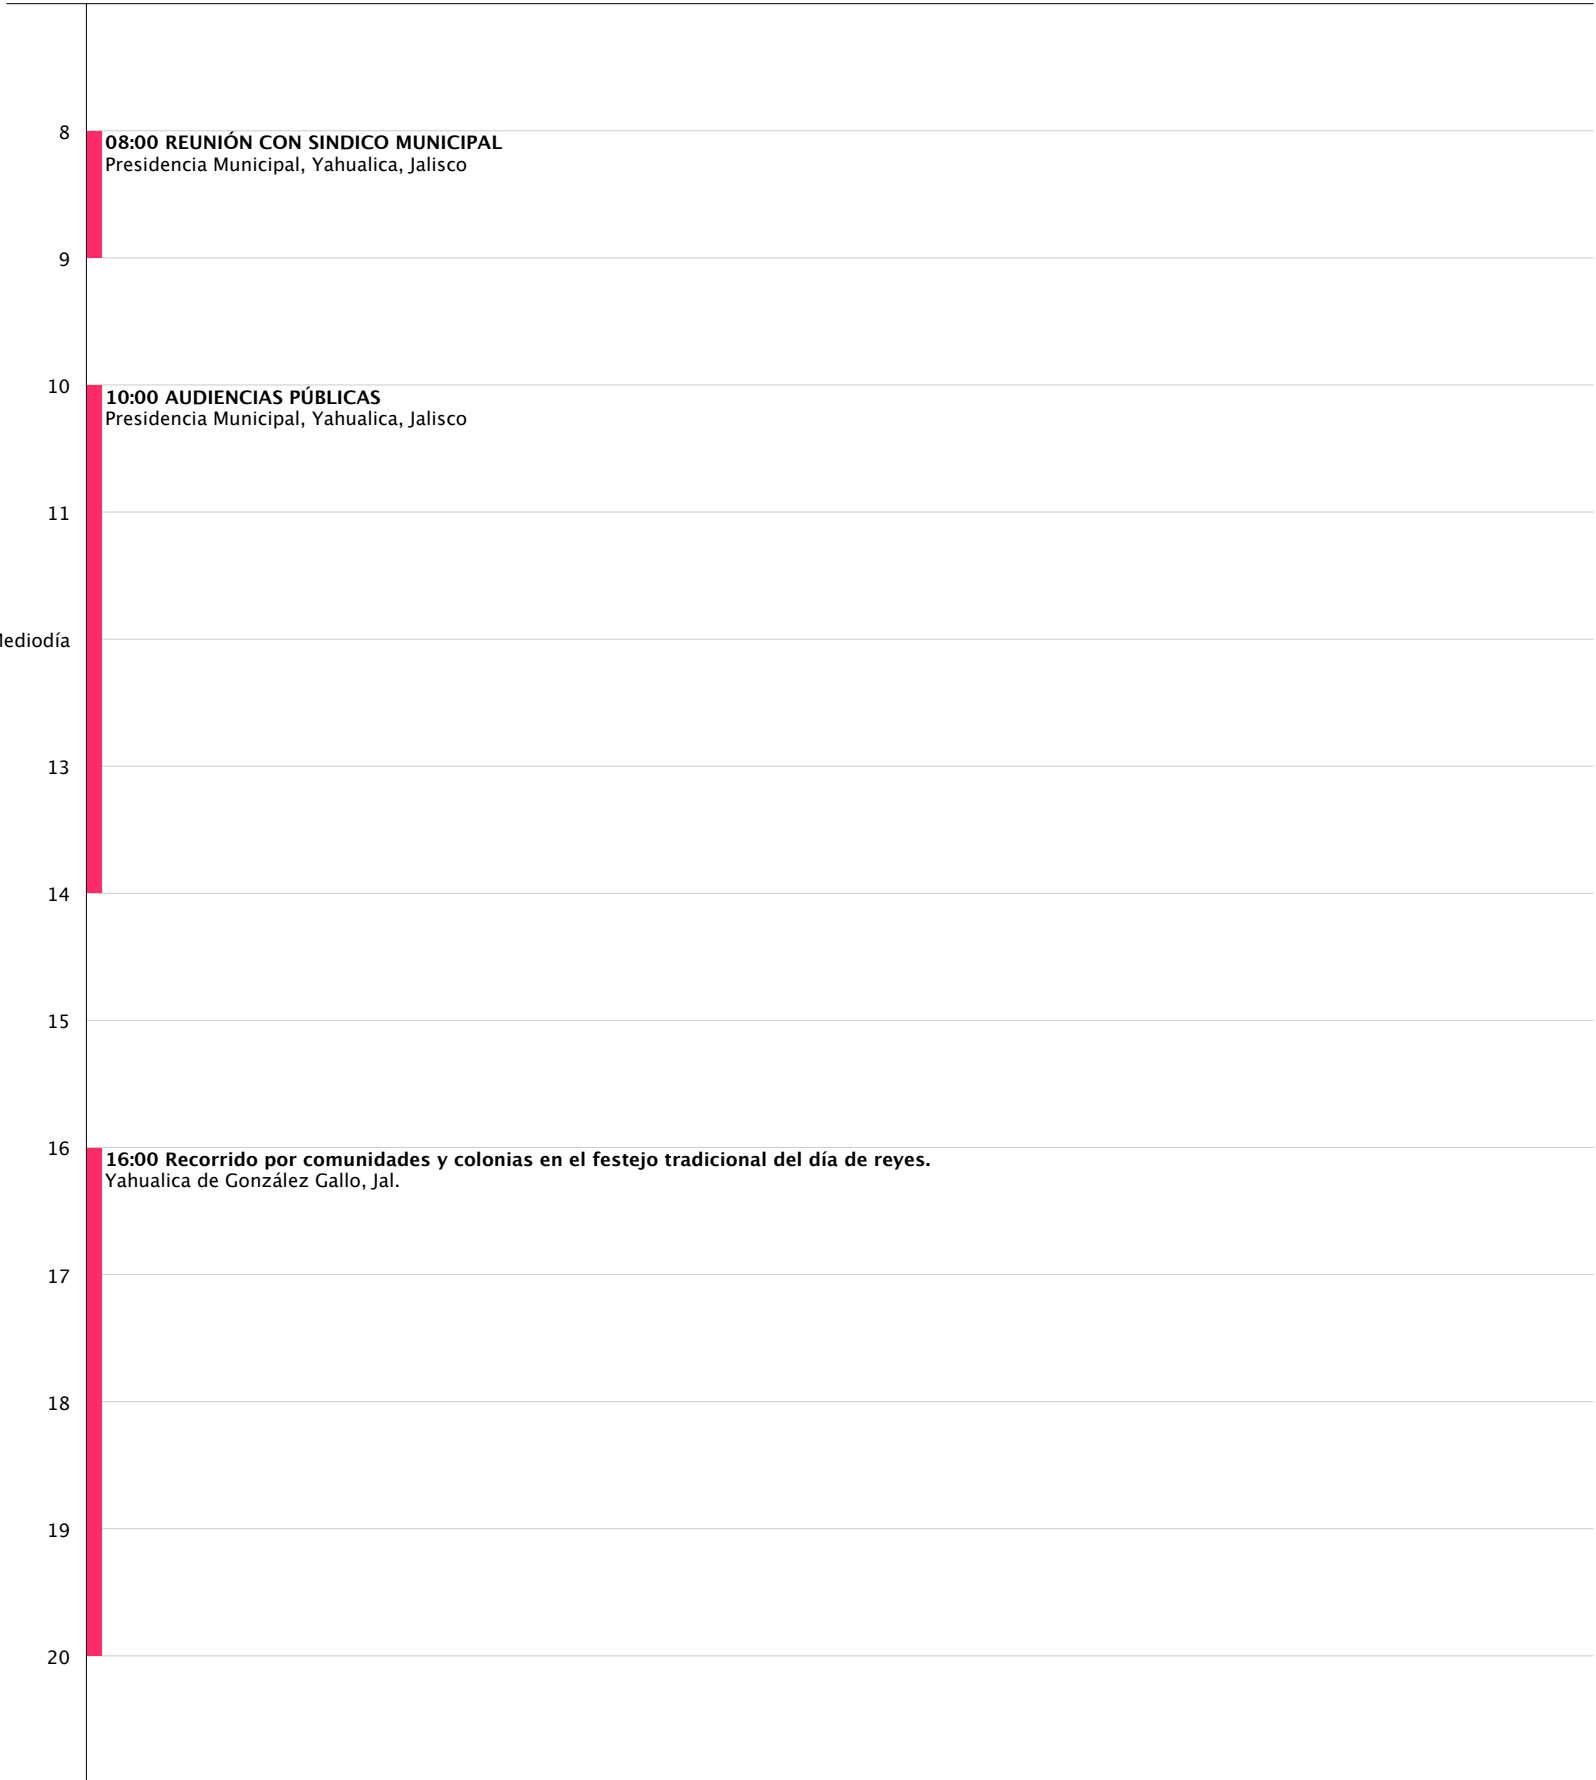 8
08:00 REUNIÓN CON SINDICO MUNICIPAL
Presidencia Municipal, Yahualica, Jalisco
9
10
10:00 AUDIENCIAS PÚBLICAS
Presidencia Municipal, Yahualica, Jalisco
11
ediodía
13
14
15
16
16:00 Recorrido por comunidades y colonias en el festejo tradicional del día de reyes.
Yahualica de González Gallo, Jal.
17
18
19
20